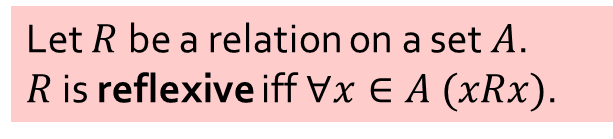 Let R be a relation on a set A.
R is reflexive iff ∀x ∈ A (xRx).